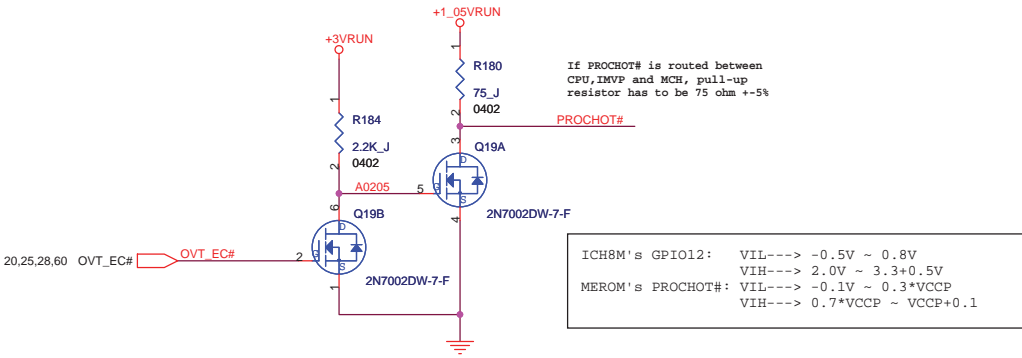 +1_05VRUN
+3VRUN
1
R180
75_J
0402
2
If PROCHOT# is routed between
CPU,IMVP and MCH, pull-up
resistor has to be 75 ohm +-5%
PROCHOT#
1
R184
2.2K_J
0402
2
3
Q19A
D
G
S
5
A0205
4
2N7002DW-7-F
6
Q19B
D
G
S
2
1
2N7002DW-7-F
20,25,28,60 OVT_EC#
OVT_EC#
ICH8M's GPIO12: VIL---> -0.5V ~ 0.8V
VIH---> 2.0V ~ 3.3+0.5V
MEROM's PROCHOT#: VIL---> -0.1V ~ 0.3*VCCP
VIH---> 0.7*VCCP ~ VCCP+0.1